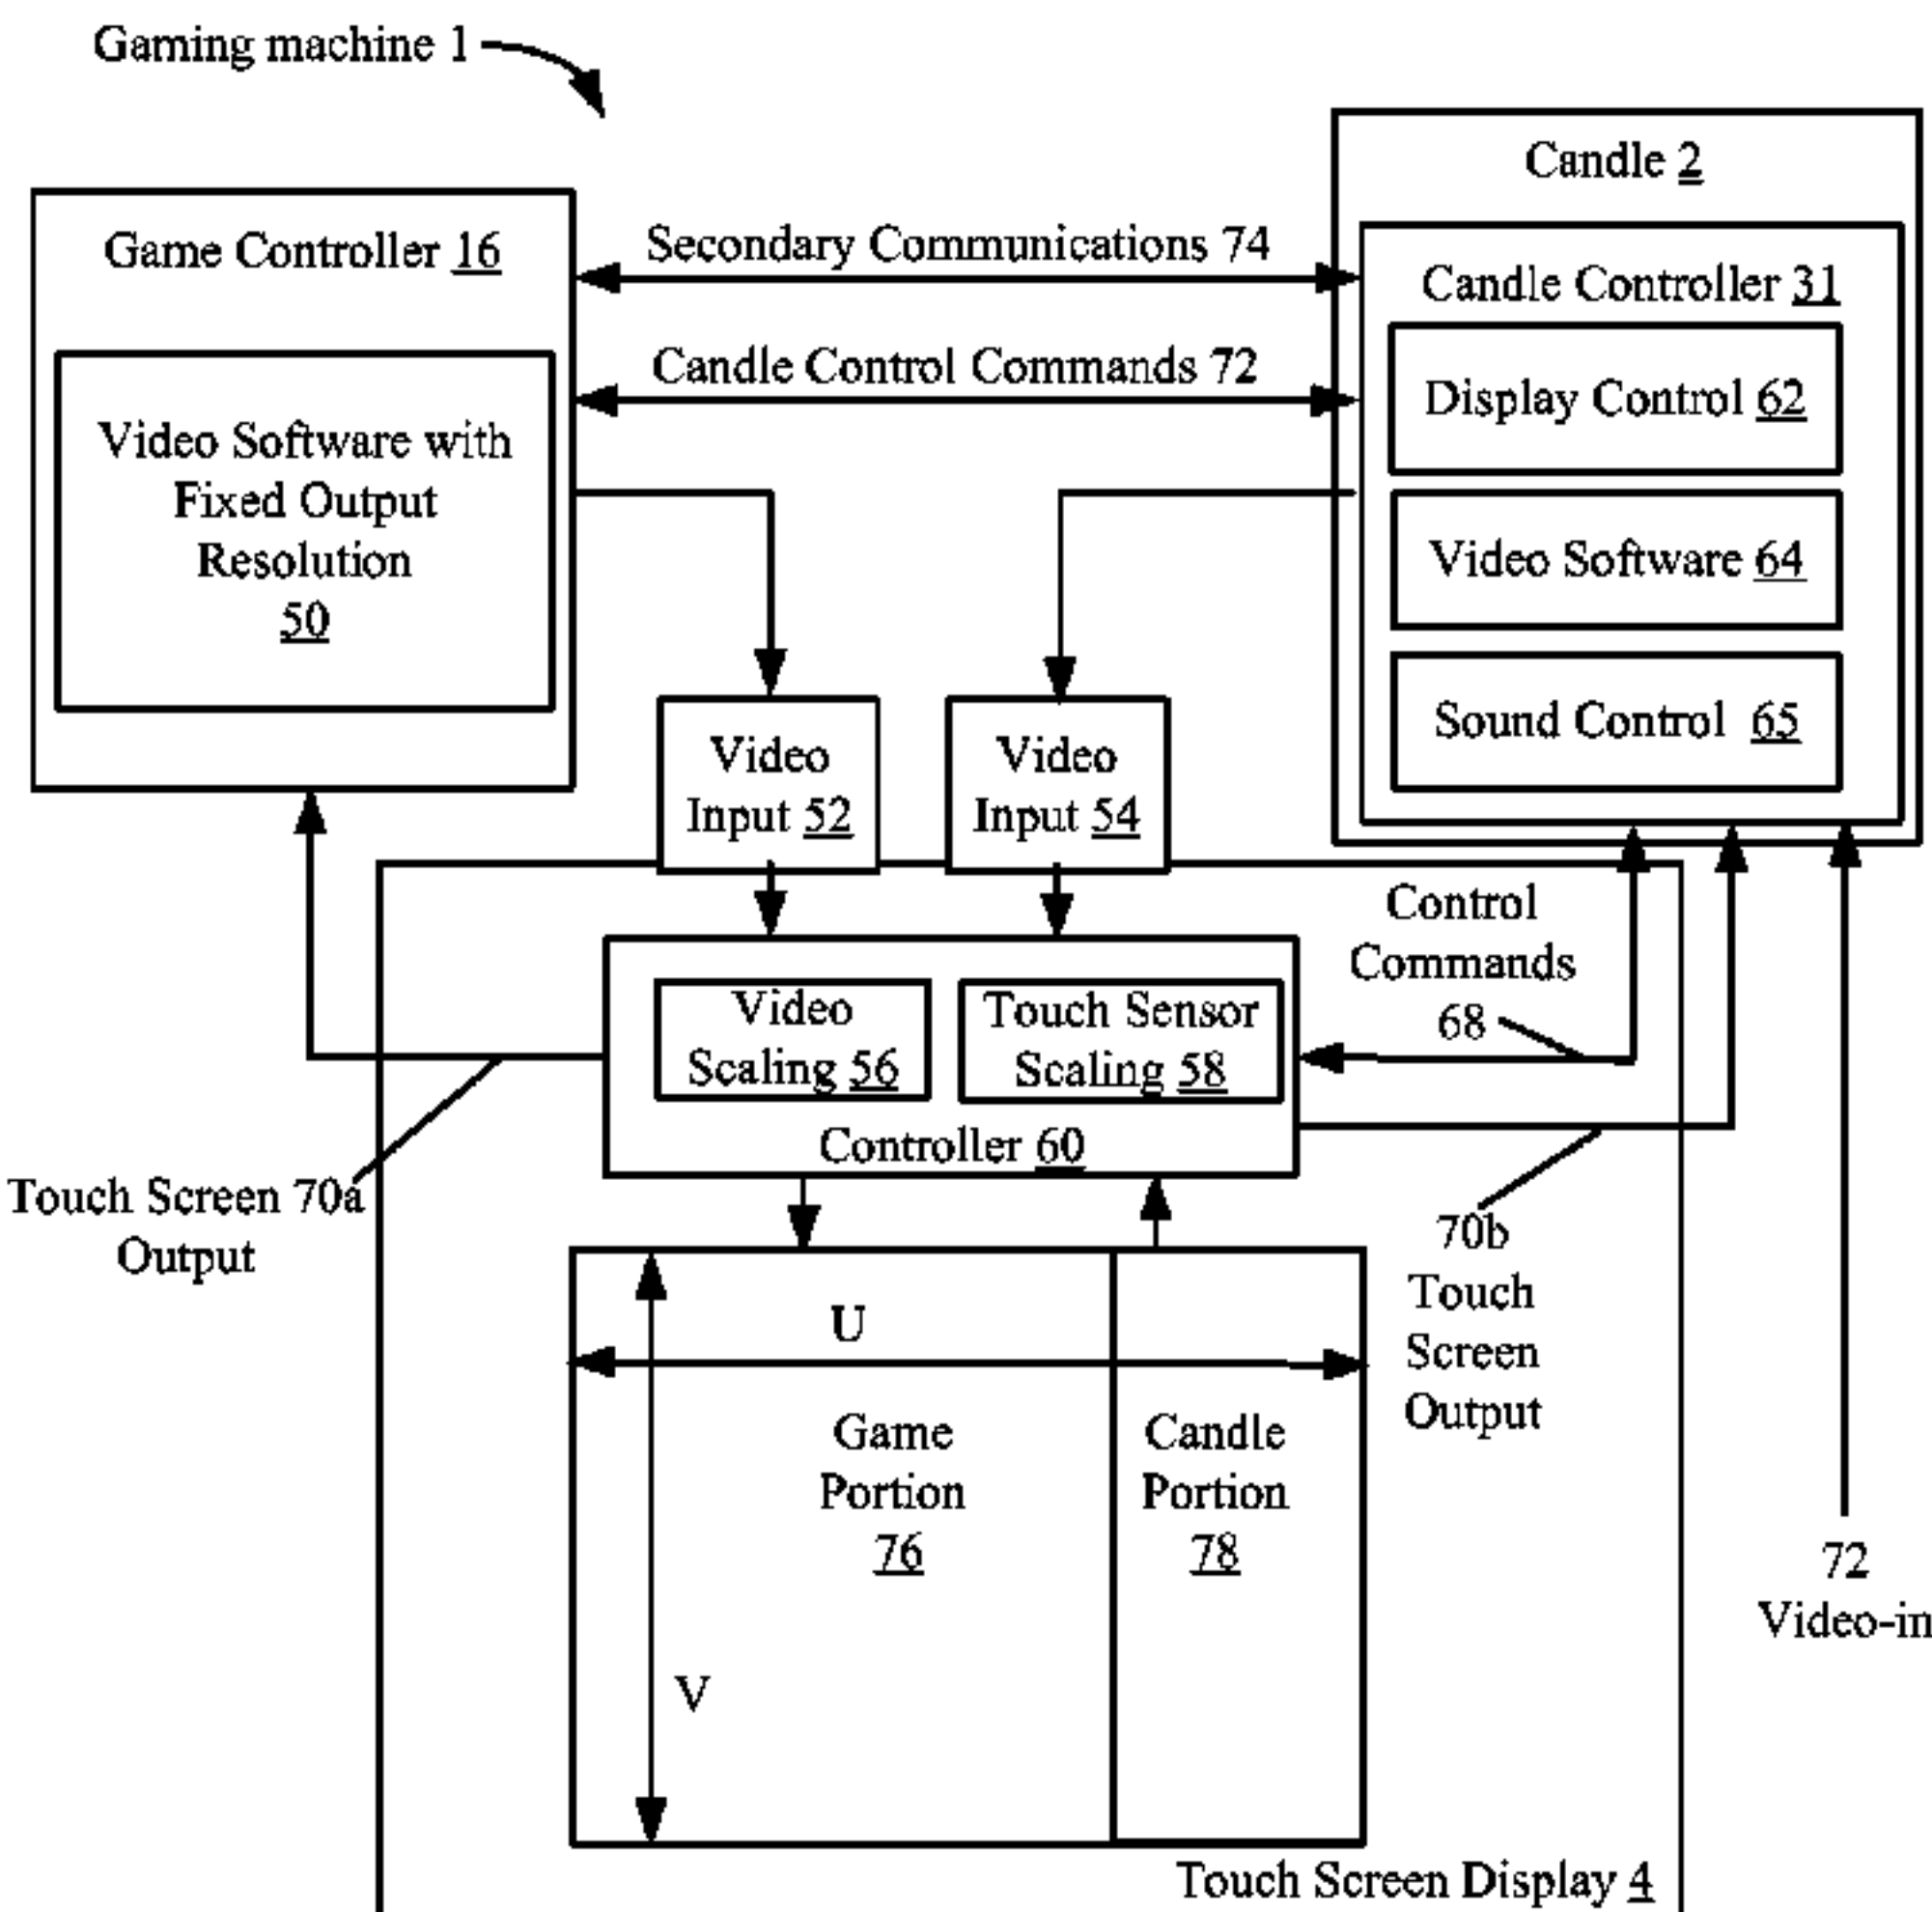 Gaming machine 1
Candle 2
Game Controller 16
Secondary Communications 74
Candle Controller 31
Candle Control Commands 72
Display Control 62
Video Software with
Fixed Output
Resolution
50
Video Software 64
Sound Control 65
Video
Input 52
Video
Input 54
Control
Commands
68
Video
Scaling 56
Touch Sensor
Scaling 58
Controller 60
Touch Screen 70a
Output
70b
Touch
Screen
Output
U
Game
Portion
76
Candle
Portion
78
72
Video-in
V
Touch Screen Display 4